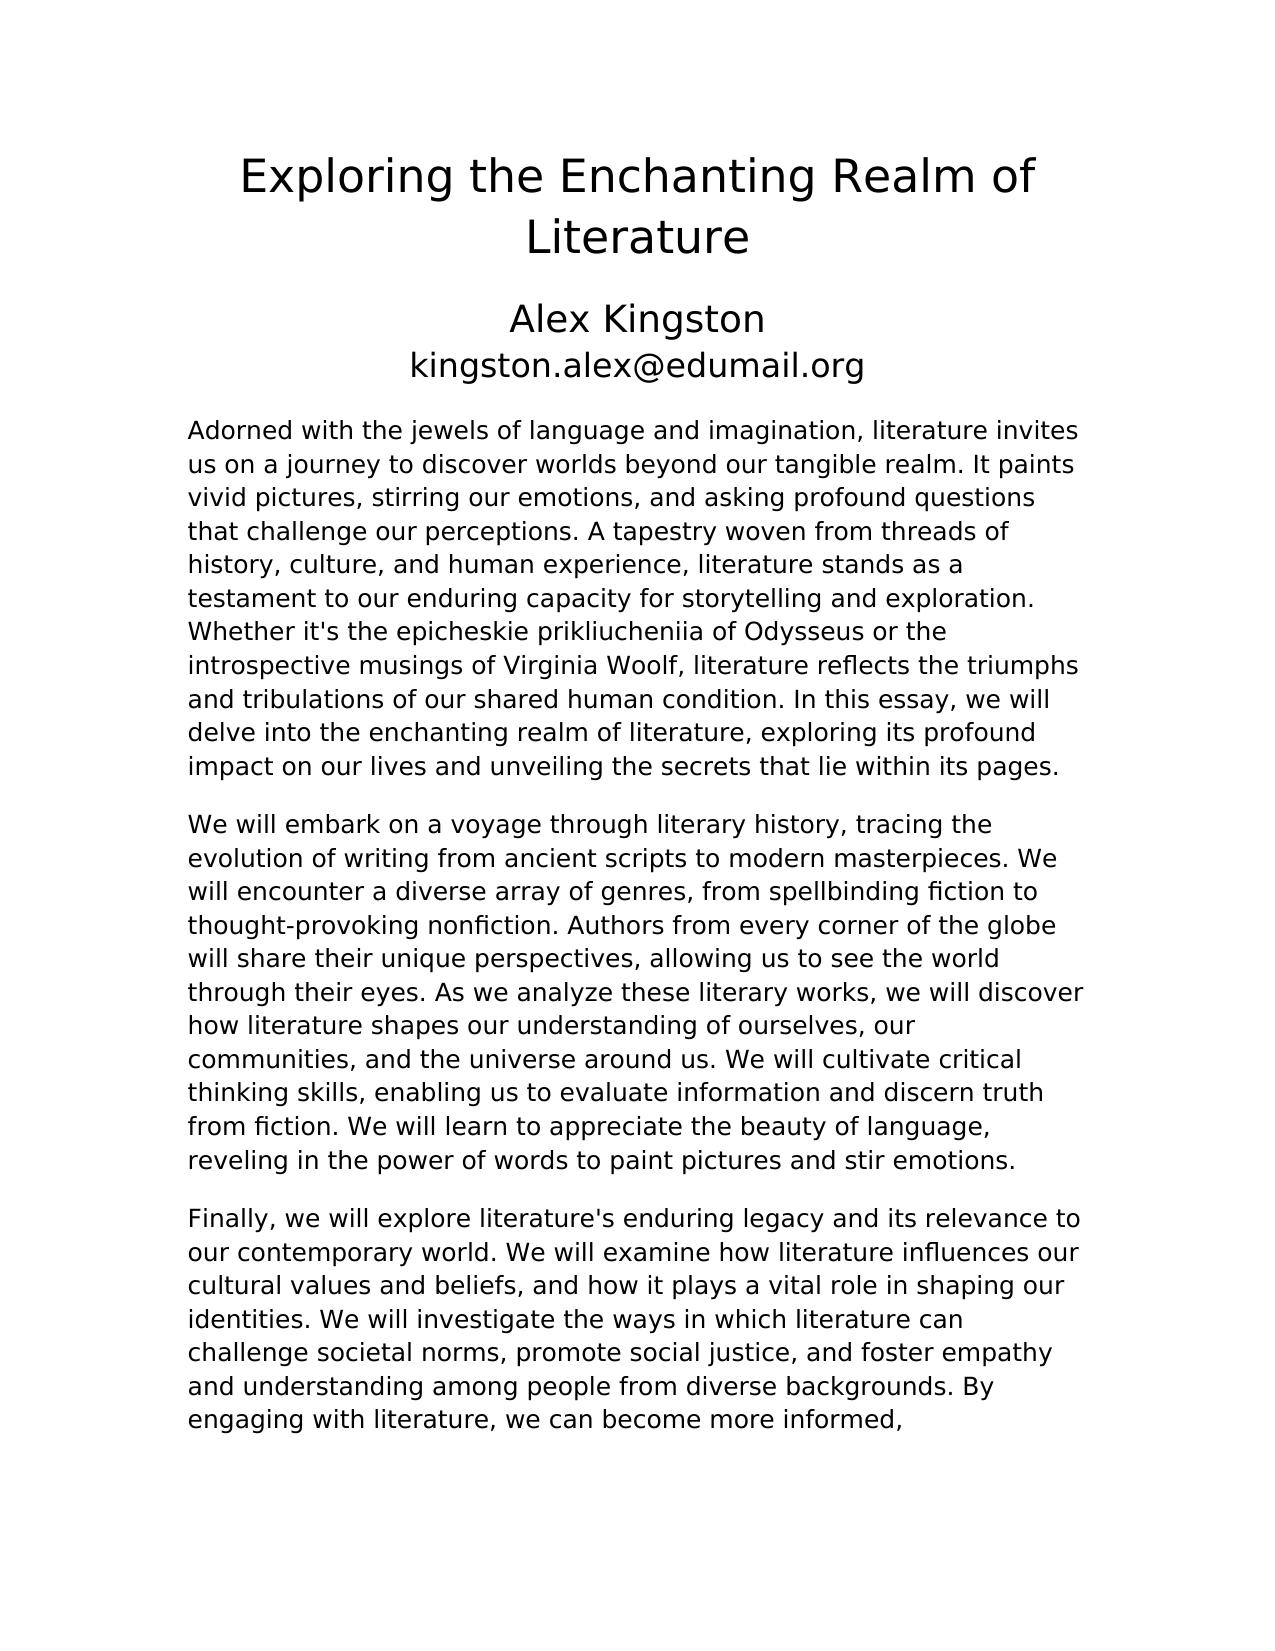 Exploring the Enchanting Realm of
Literature
Alex Kingston
kingston.alex@edumail.org
Adorned with the jewels of language and imagination, literature invites
us on a journey to discover worlds beyond our tangible realm. It paints
vivid pictures, stirring our emotions, and asking profound questions
that challenge our perceptions. A tapestry woven from threads of
history, culture, and human experience, literature stands as a
testament to our enduring capacity for storytelling and exploration.
Whether it's the epicheskie prikliucheniia of Odysseus or the
introspective musings of Virginia Woolf, literature reflects the triumphs
and tribulations of our shared human condition. In this essay, we will
delve into the enchanting realm of literature, exploring its profound
impact on our lives and unveiling the secrets that lie within its pages.
We will embark on a voyage through literary history, tracing the
evolution of writing from ancient scripts to modern masterpieces. We
will encounter a diverse array of genres, from spellbinding fiction to
thought-provoking nonfiction. Authors from every corner of the globe
will share their unique perspectives, allowing us to see the world
through their eyes. As we analyze these literary works, we will discover
how literature shapes our understanding of ourselves, our
communities, and the universe around us. We will cultivate critical
thinking skills, enabling us to evaluate information and discern truth
from fiction. We will learn to appreciate the beauty of language,
reveling in the power of words to paint pictures and stir emotions.
Finally, we will explore literature's enduring legacy and its relevance to
our contemporary world. We will examine how literature influences our
cultural values and beliefs, and how it plays a vital role in shaping our
identities. We will investigate the ways in which literature can
challenge societal norms, promote social justice, and foster empathy
and understanding among people from diverse backgrounds. By
engaging with literature, we can become more informed,